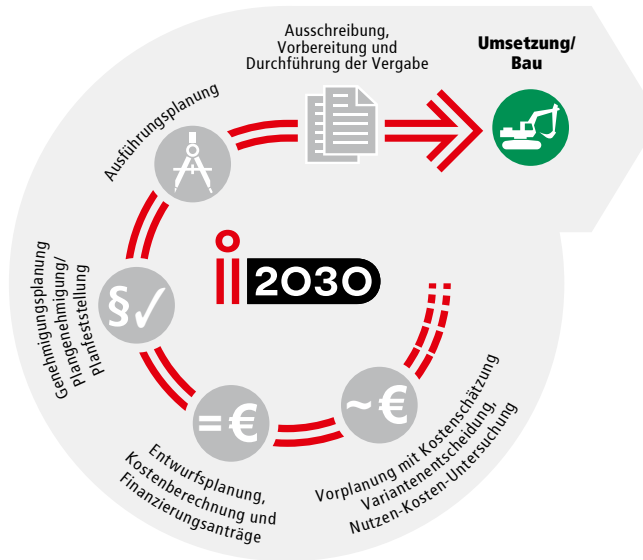 Ausschreibung,
Vorbereitung und
Durchführung der Vergabe
Umsetzung/
Bau
Ausführungsplanung
Genehmigungsplanung
Plangenehmigung/
Planfeststellung
§✓
i2030
=€
~€
Entwurfsplanung,
Kostenberechnung und
Finanzierungsanträge
Vorplanung mit Kostenschätzung
Variantenentscheidung,
Nutzen-Kosten-Untersuchung